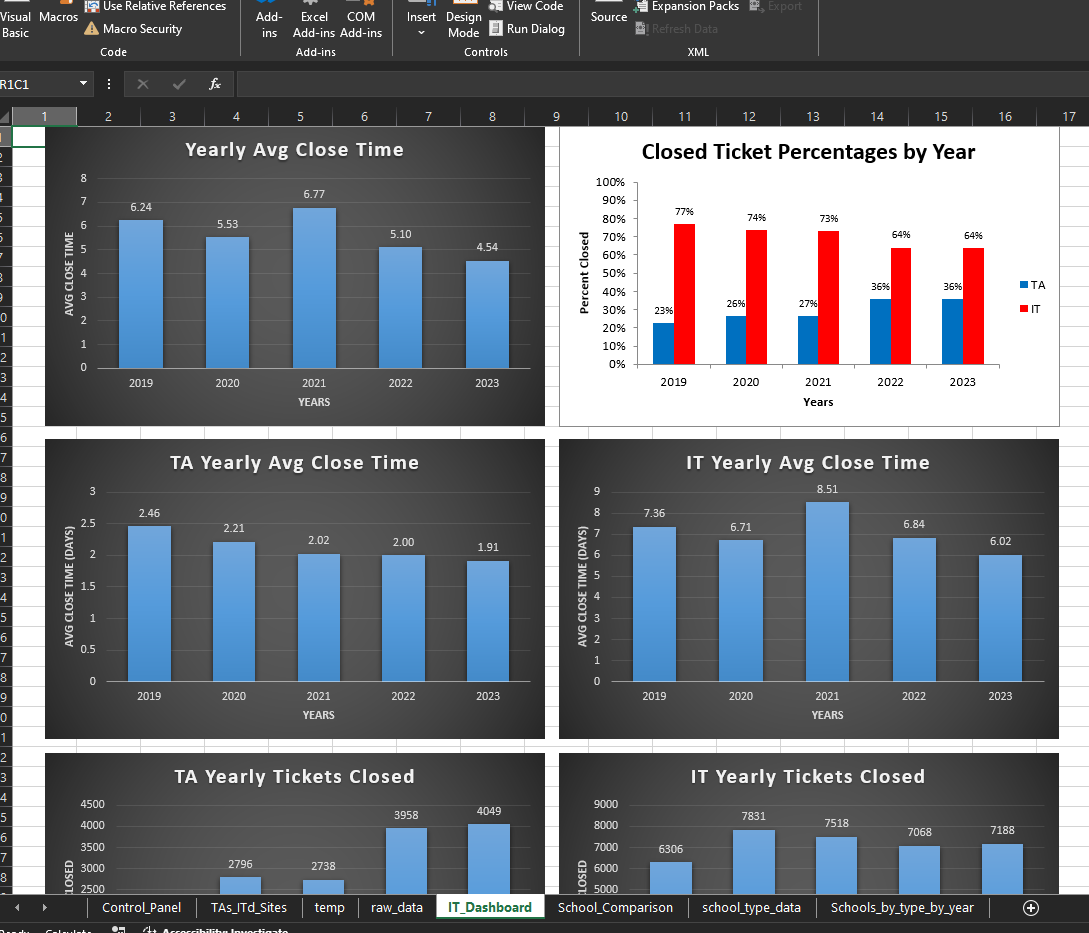 Visual Basic
Macros
Use Relative References
Macro Security
Code
Add-ins
Excel Add-ins
COM Add-ins
Add-ins
Insert
Design Mode
View Code
Run Dialog
Controls
Source
Expansion Packs
Export
Refresh Data
XML
R1C1
fx
1 2 3 4 5 6 7 8 9 10 11 12 13 14 15 16 17
Yearly Avg Close Time
AVG CLOSE TIME
8
7
6
5
4
3
2
1
0
6.24 5.53 6.77 5.10 4.54
2019 2020 2021 2022 2023
YEARS
Closed Ticket Percentages by Year
Percent Closed
100%
90%
80%
70%
60%
50%
40%
30%
20%
10%
0%
23% 77% 26% 74% 27% 73% 36% 64% 36% 64%
2019 2020 2021 2022 2023
Years
TA
IT
TA Yearly Avg Close Time
AVG CLOSE TIME (DAYS)
3
2.5
2
1.5
1
0.5
0
2.46 2.21 2.02 2.00 1.91
2019 2020 2021 2022 2023
YEARS
IT Yearly Avg Close Time
AVG CLOSE TIME (DAYS)
9
8
7
6
5
4
3
2
1
0
7.36 6.71 8.51 6.84 6.02
2019 2020 2021 2022 2023
YEARS
TA Yearly Tickets Closed
4500
4000
3500
3000
2500
2796 2738 3958 4049
IT Yearly Tickets Closed
9000
8000
7000
6000
5000
6306 7831 7518 7068 7188
Control_Panel
TAs_ITd_Sites
temp
raw_data
IT_Dashboard
School_Comparison
school_type_data
Schools_by_type_by_year
Calculate
Accessibility: Investigate